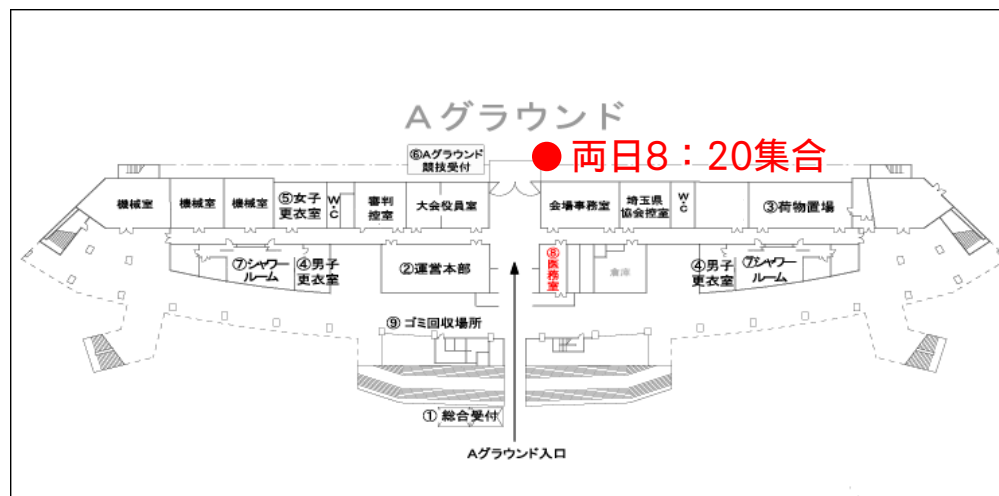 Aグラウンド
● 両日8：20集合
⑥Aグラウンド
競技受付
機械室
機械室
機械室
⑤女子
更衣室
W・C
審判
控室
大会役員室
会場事務室
埼玉県
協会控室
W・C
③荷物置場
⑦シャワー
ルーム
④男子
更衣室
②運営本部
⑧医務室
倉庫
④男子
更衣室
⑦シャワー
ルーム
⑨ ゴミ回収場所
① 総合受付
Aグラウンド入口